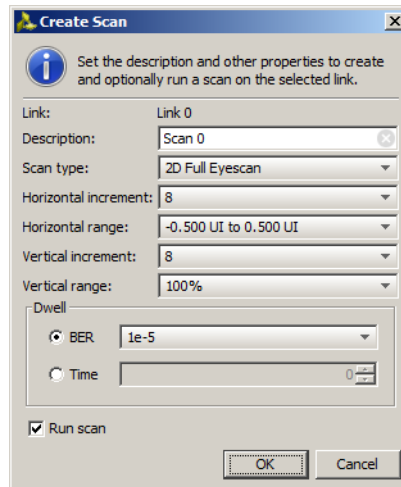 Create Scan
Set the description and other properties to create
and optionally run a scan on the selected link.
Link: Link 0
Description: Scan 0
Scan type: 2D Full Eyescan
Horizontal increment: 8
Horizontal range: -0.500 UI to 0.500 UI
Vertical increment: 8
Vertical range: 100%
Dwell
BER 1e-5
Time 0
Run scan
OK Cancel